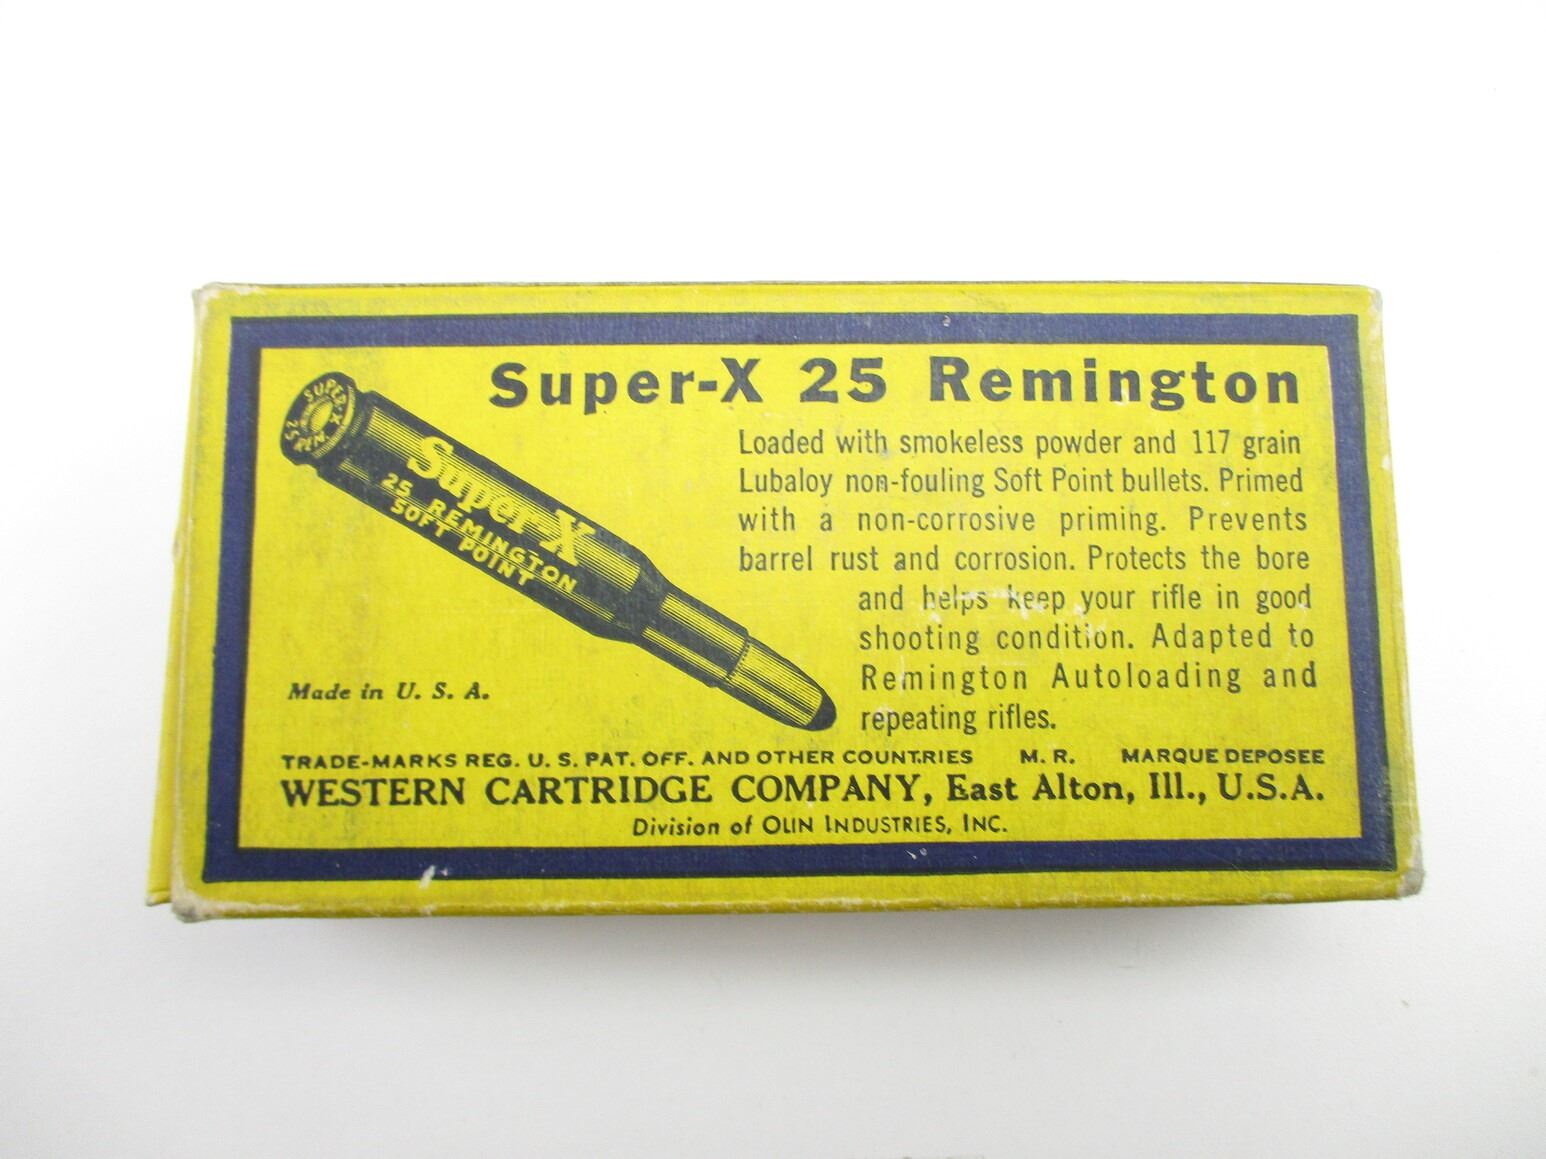 Super-X 25 Remington
SUPER-X
25 REM.
Super-X
25 REMINGTON
SOFT POINT
Loaded with smokeless powder and 117 grain
Lubaloy non-fouling Soft Point bullets. Primed
with a non-corrosive priming. Prevents
barrel rust and corrosion. Protects the bore
and helps keep your rifle in good
shooting condition. Adapted to
Remington Autoloading and
repeating rifles.
Made in U. S. A.
TRADE-MARKS REG. U. S. PAT. OFF. AND OTHER COUNTRIES M. R. MARQUE DEPOSEE
WESTERN CARTRIDGE COMPANY, East Alton, Ill., U.S.A.
Division of OLIN INDUSTRIES, INC.